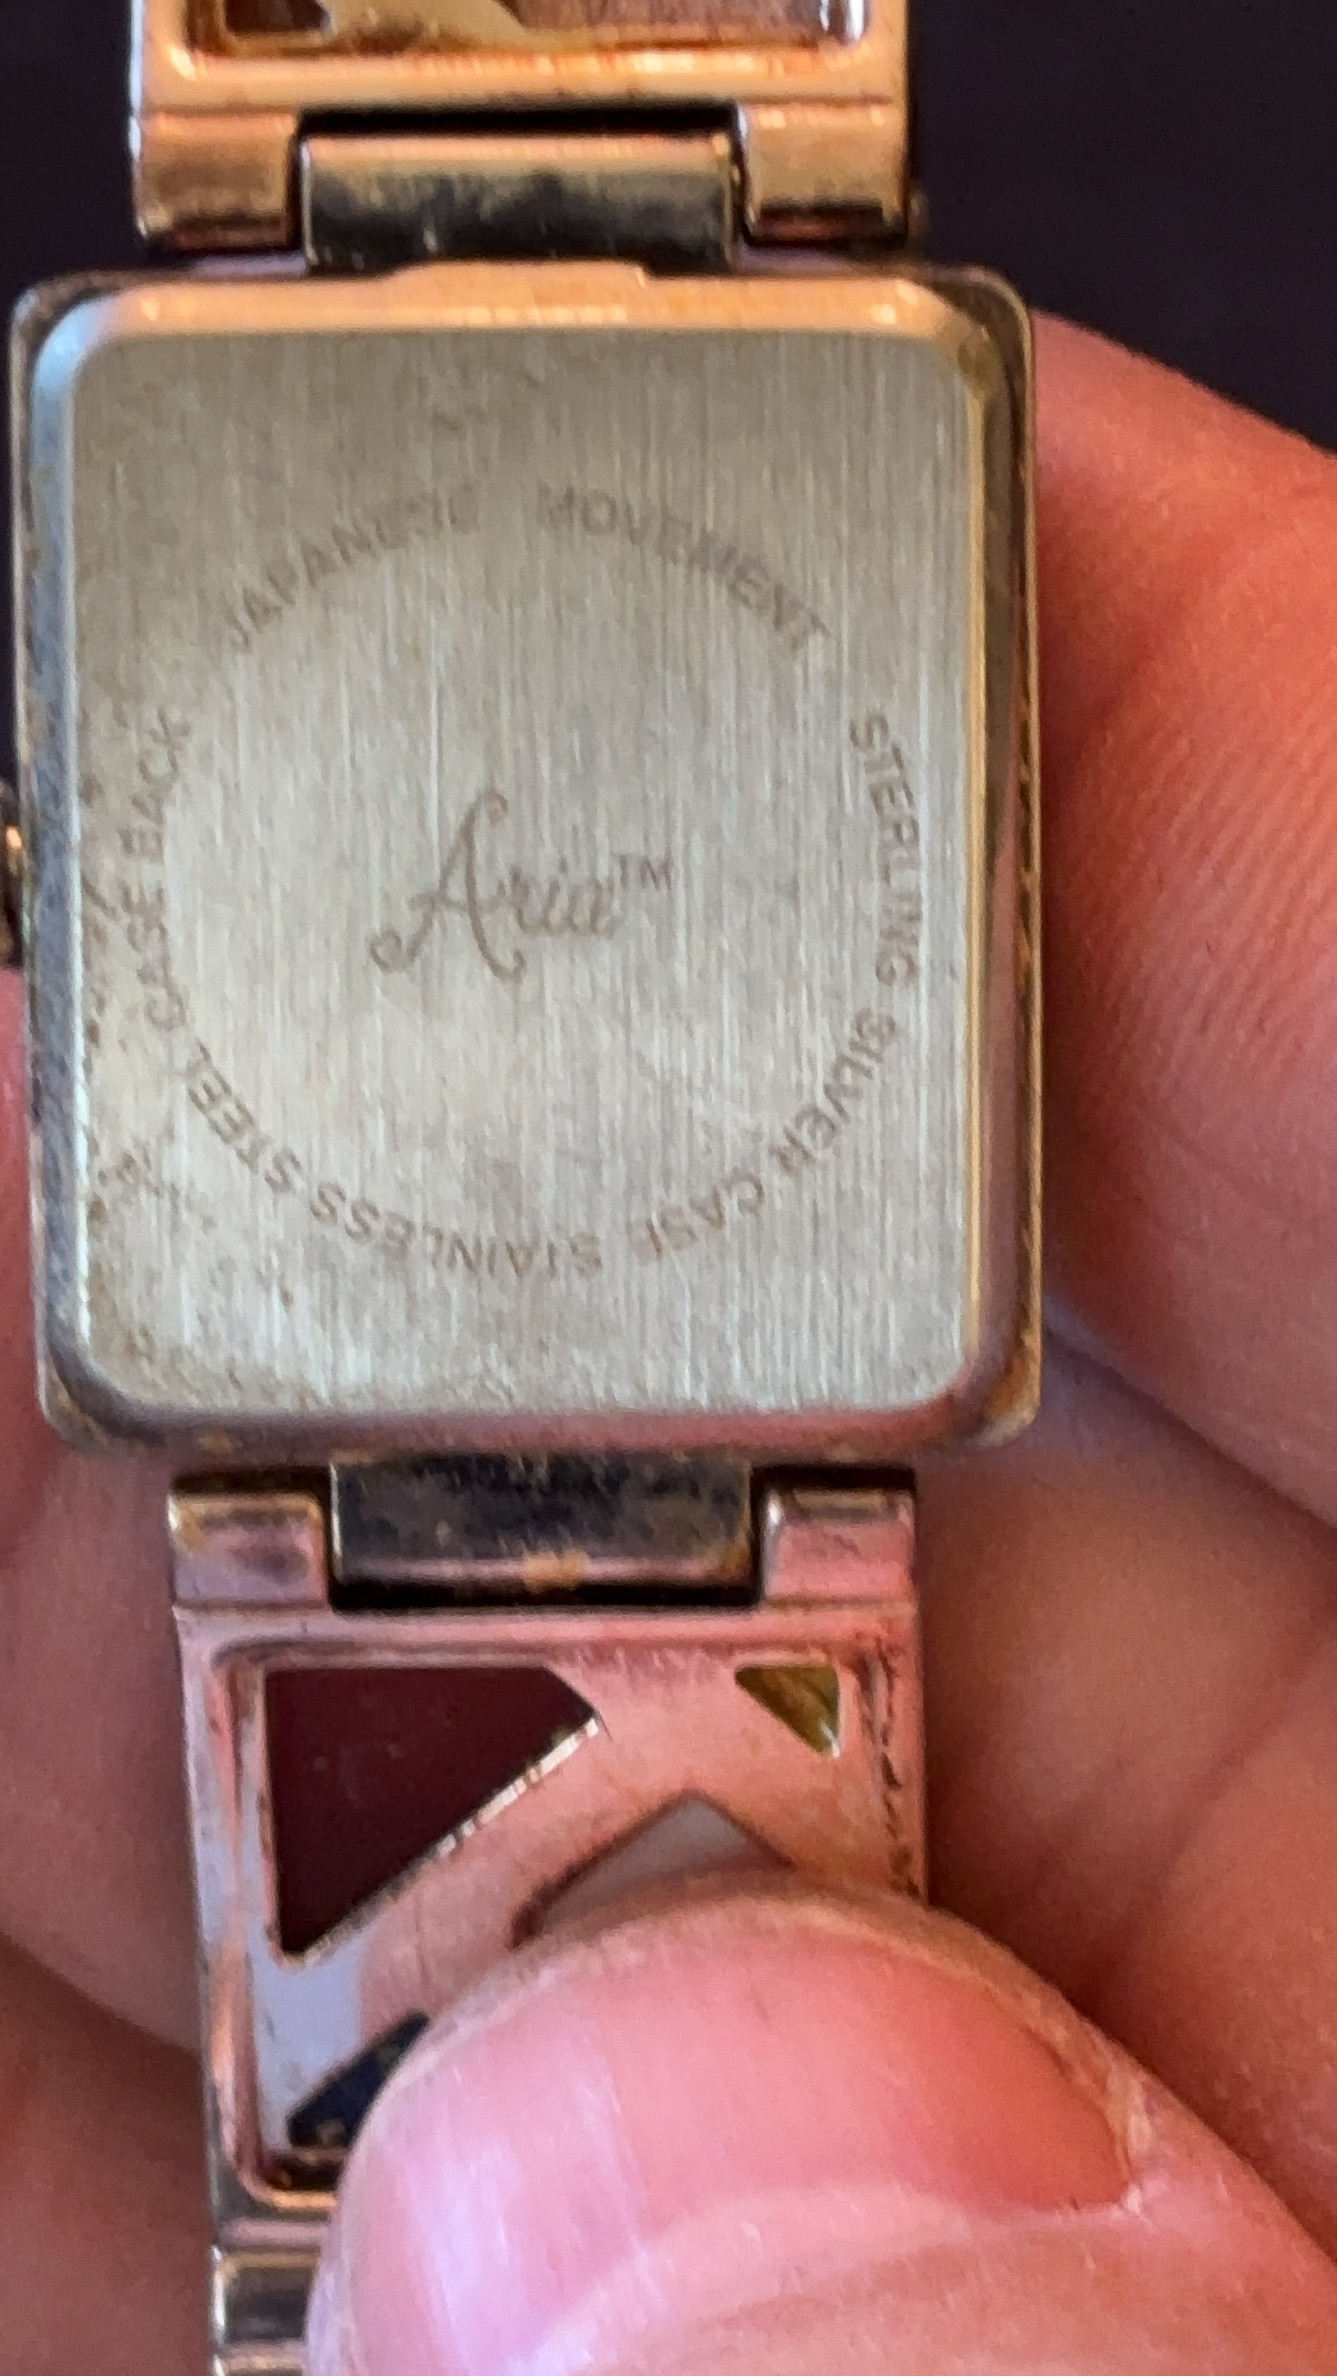 Aria™
JAPANESE MOVEMENT
STERLING SILVER CASE
STAINLESS STEEL CASE BACK